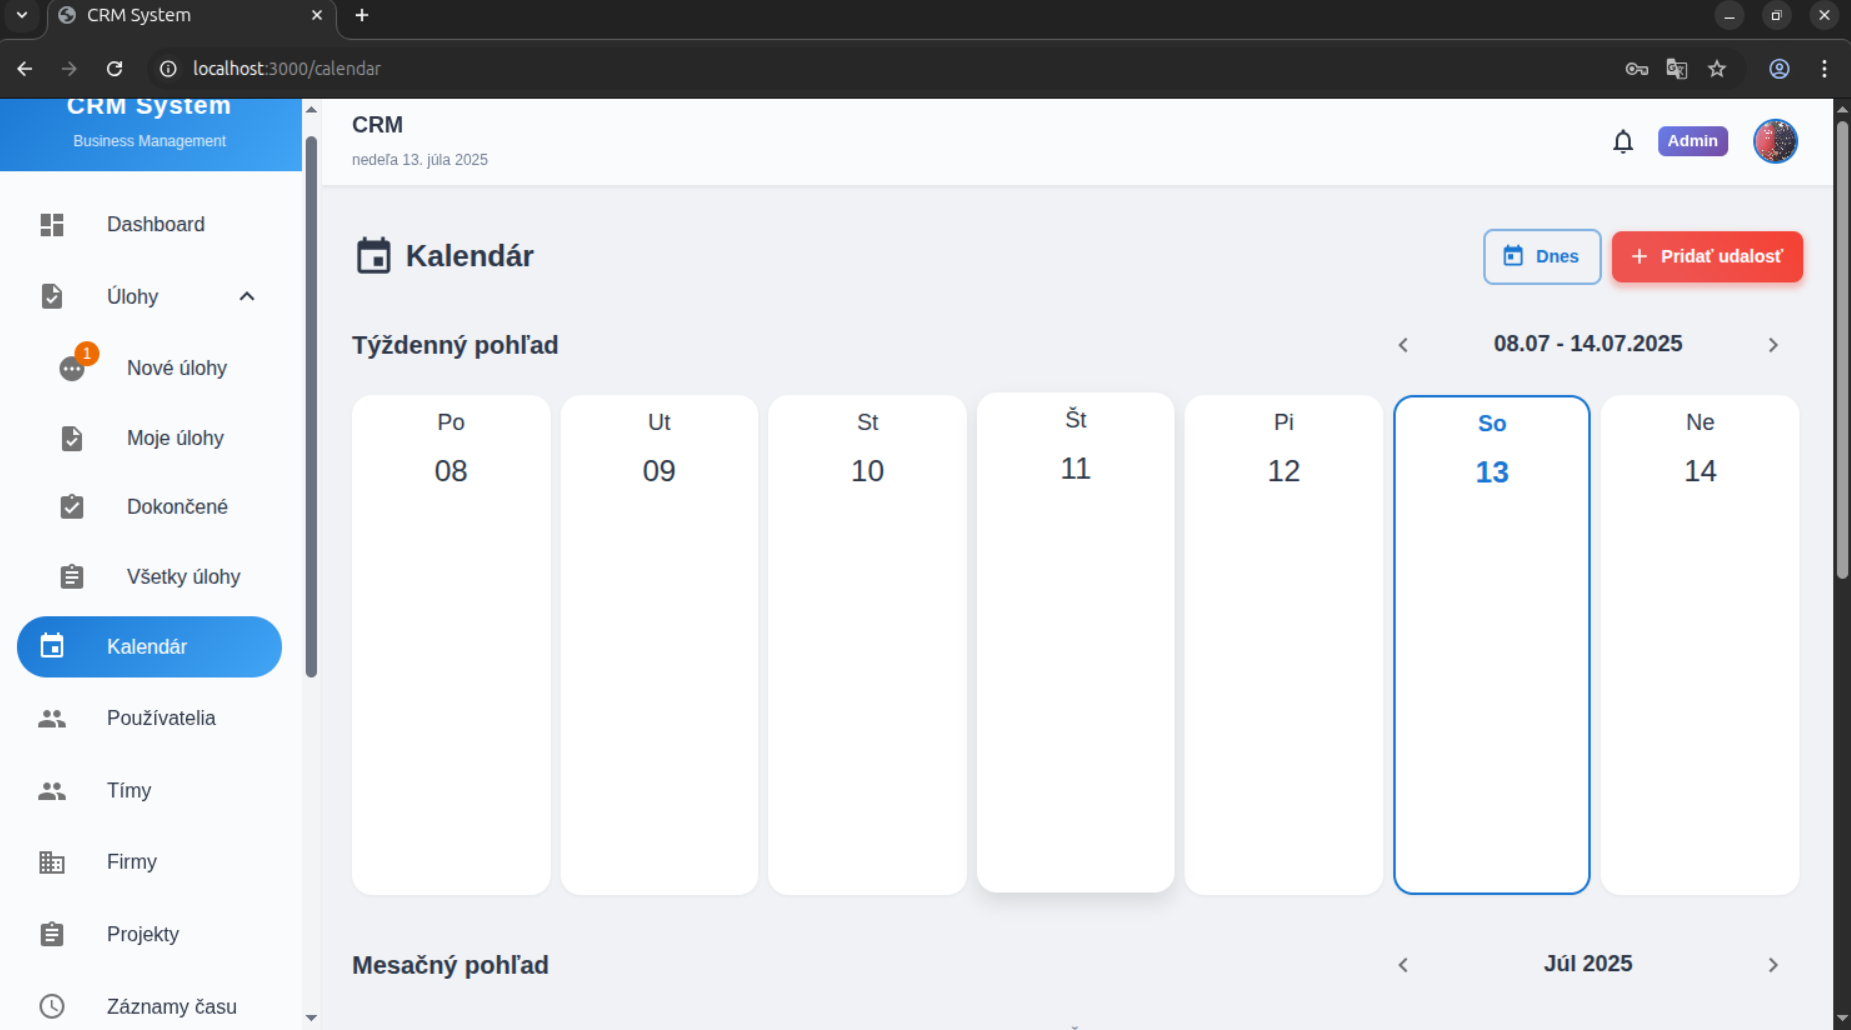 CRM System
localhost:3000/calendar
CRM System
Business Management
Dashboard
Úlohy
1
Nové úlohy
Moje úlohy
Dokončené
Všetky úlohy
Kalendár
Používatelia
Tímy
Firmy
Projekty
Záznamy času
CRM
nedeľa 13. júla 2025
Admin
Kalendár
Dnes
Pridať udalosť
Týždenný pohľad
08.07 - 14.07.2025
Po
08
Ut
09
St
10
Št
11
Pi
12
So
13
Ne
14
Mesačný pohľad
Júl 2025